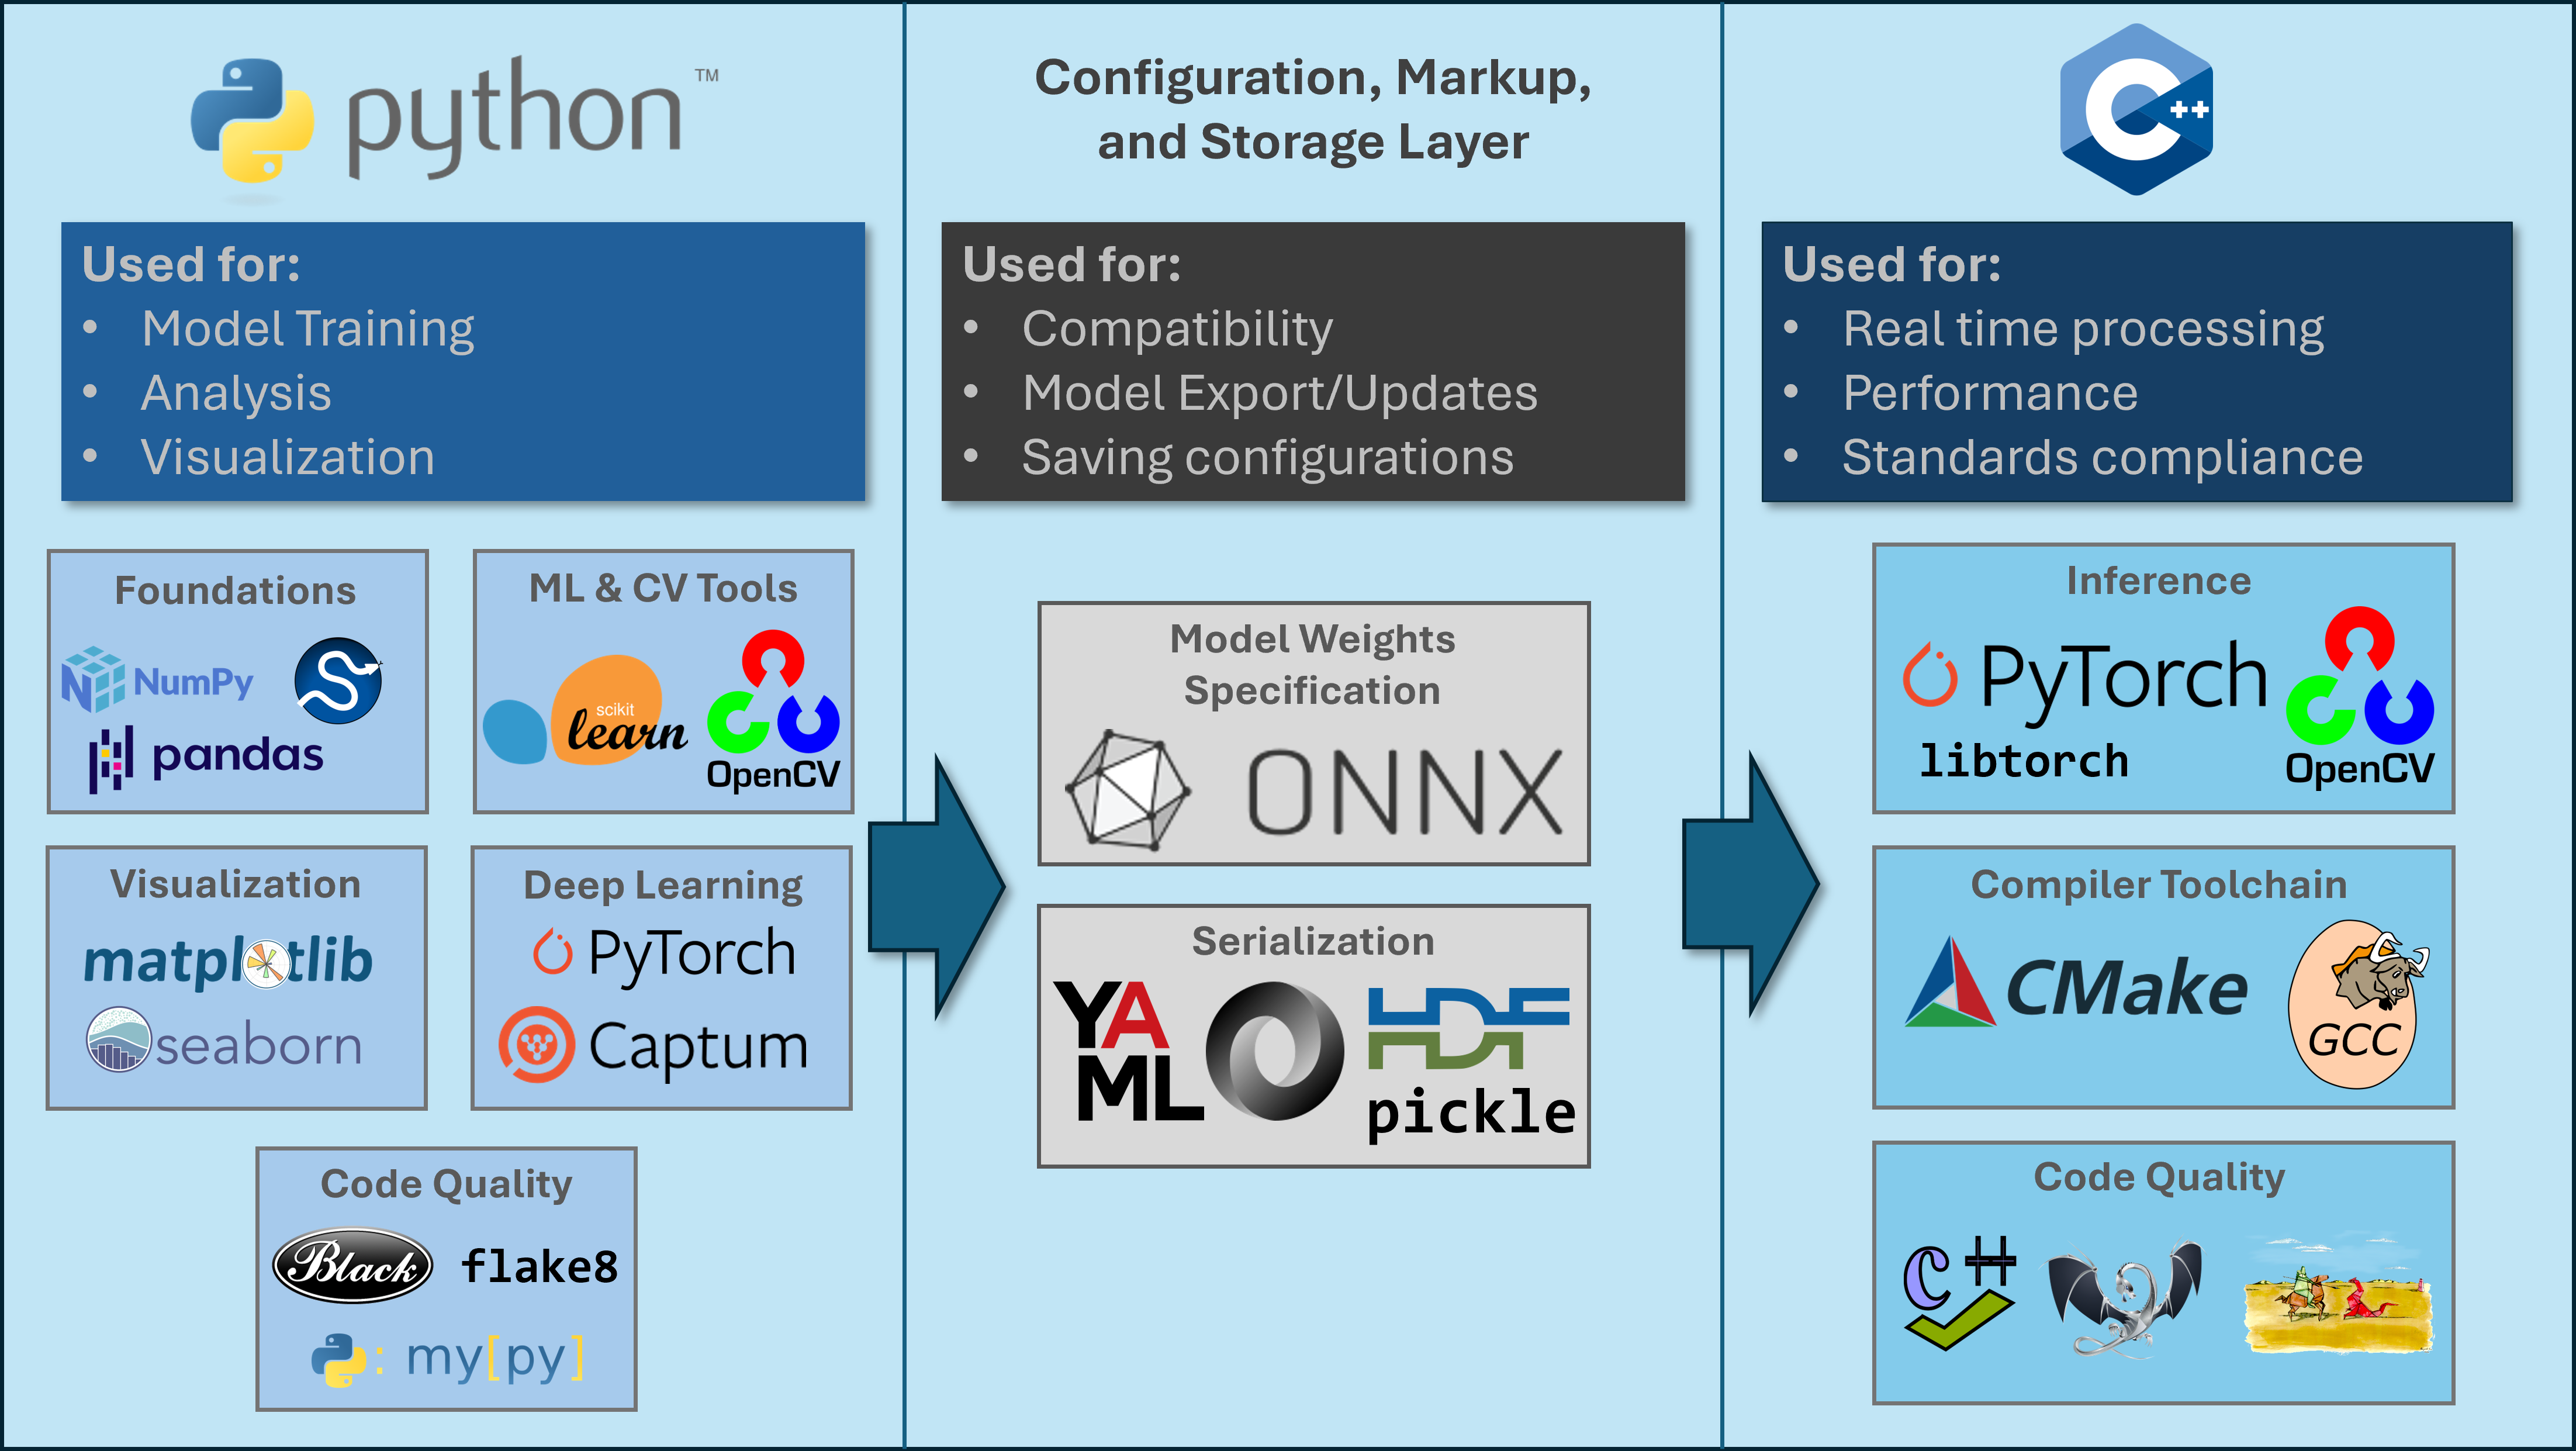 python™
Used for:
• Model Training
• Analysis
• Visualization
Foundations
NumPy
pandas
ML & CV Tools
scikit
learn
OpenCV
Visualization
matplotlib
seaborn
Deep Learning
PyTorch
Captum
Code Quality
Black
flake8
: my[py]
Configuration, Markup,
and Storage Layer
Used for:
• Compatibility
• Model Export/Updates
• Saving configurations
Model Weights
Specification
ONNX
Serialization
YA
ML
HDF
pickle
C++
Used for:
• Real time processing
• Performance
• Standards compliance
Inference
PyTorch
libtorch
OpenCV
Compiler Toolchain
CMake
GCC
Code Quality
C++